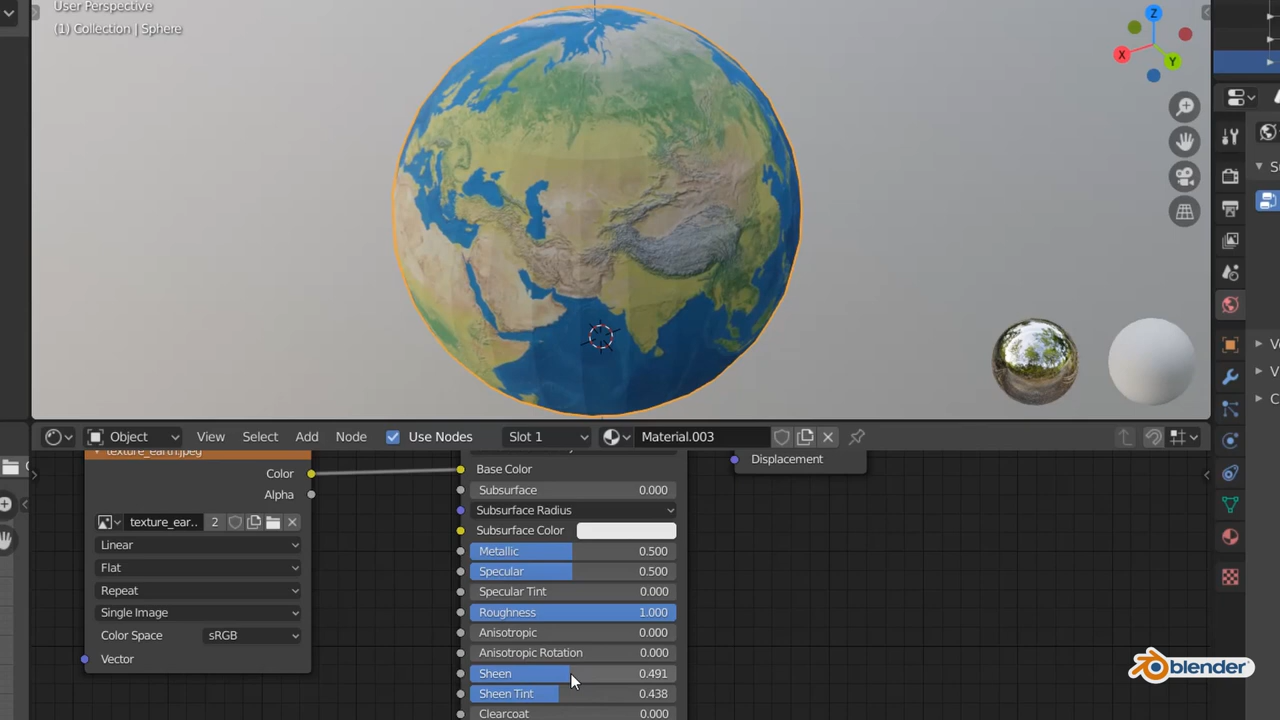 User Perspective
(1) Collection | Sphere
Z
X
Y
Object
View
Select
Add
Node
Use Nodes
Slot 1
Material.003
texture_earth.jpeg
Color
Alpha
texture_ear..
2
Linear
Flat
Repeat
Single Image
Color Space
sRGB
Vector
Base Color
Subsurface 0.000
Subsurface Radius
Subsurface Color
Metallic 0.500
Specular 0.500
Specular Tint 0.000
Roughness 1.000
Anisotropic 0.000
Anisotropic Rotation 0.000
Sheen 0.491
Sheen Tint 0.438
Clearcoat 0.000
Displacement
blender